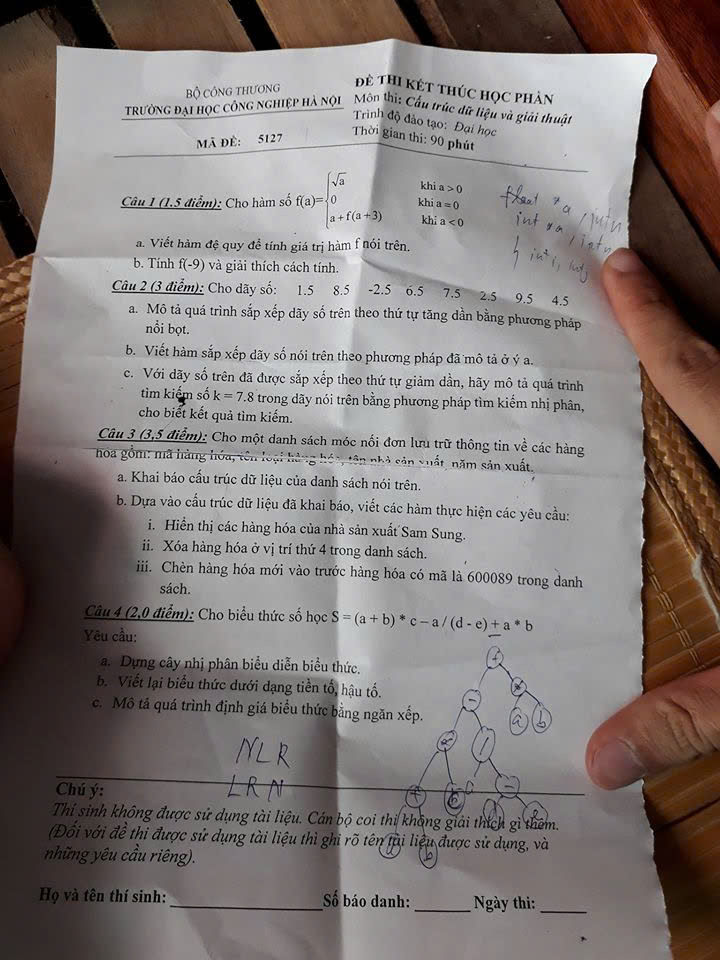 BỘ CÔNG THƯƠNG
TRƯỜNG ĐẠI HỌC CÔNG NGHIỆP HÀ NỘI
MÃ ĐỀ: 5127
ĐỀ THI KẾT THÚC HỌC PHẦN
Môn thi: Cấu trúc dữ liệu và giải thuật
Trình độ đào tạo: Đại học
Thời gian thi: 90 phút
Câu 1 (1.5 điểm): Cho hàm số f(a)=
√a khi a > 0
0 khi a = 0
a + f(a + 3) khi a < 0
float *a, int n
int *a, int n
int i, int j
a. Viết hàm đệ quy để tính giá trị hàm f nói trên.
b. Tính f(-9) và giải thích cách tính.
Câu 2 (3 điểm): Cho dãy số: 1.5 8.5 -2.5 6.5 7.5 2.5 9.5 4.5
a. Mô tả quá trình sắp xếp dãy số trên theo thứ tự tăng dần bằng phương pháp
nổi bọt.
b. Viết hàm sắp xếp dãy số nói trên theo phương pháp đã mô tả ở ý a.
c. Với dãy số trên đã được sắp xếp theo thứ tự giảm dần, hãy mô tả quá trình
tìm kiếm số k = 7.8 trong dãy nói trên bằng phương pháp tìm kiếm nhị phân,
cho biết kết quả tìm kiếm.
Câu 3 (3,5 điểm): Cho một danh sách móc nối đơn lưu trữ thông tin về các hàng
hóa gồm: mã hàng hóa, tên loại hàng hóa, tên nhà sản xuất, năm sản xuất.
a. Khai báo cấu trúc dữ liệu của danh sách nói trên.
b. Dựa vào cấu trúc dữ liệu đã khai báo, viết các hàm thực hiện các yêu cầu:
i. Hiển thị các hàng hóa của nhà sản xuất Sam Sung.
ii. Xóa hàng hóa ở vị trí thứ 4 trong danh sách.
iii. Chèn hàng hóa mới vào trước hàng hóa có mã là 600089 trong danh
sách.
Câu 4 (2,0 điểm): Cho biểu thức số học S = (a + b) * c – a / (d - e) + a * b
Yêu cầu:
a. Dựng cây nhị phân biểu diễn biểu thức.
b. Viết lại biểu thức dưới dạng tiền tố, hậu tố.
c. Mô tả quá trình định giá biểu thức bằng ngăn xếp.
+
- *
a b
* /
+ -
a b
NLR
LRN
Chú ý:
Thí sinh không được sử dụng tài liệu. Cán bộ coi thi không giải thích gì thêm.
(Đối với đề thi được sử dụng tài liệu thì ghi rõ tên tài liệu được sử dụng, và
những yêu cầu riêng).
Họ và tên thí sinh: Số báo danh: Ngày thi: